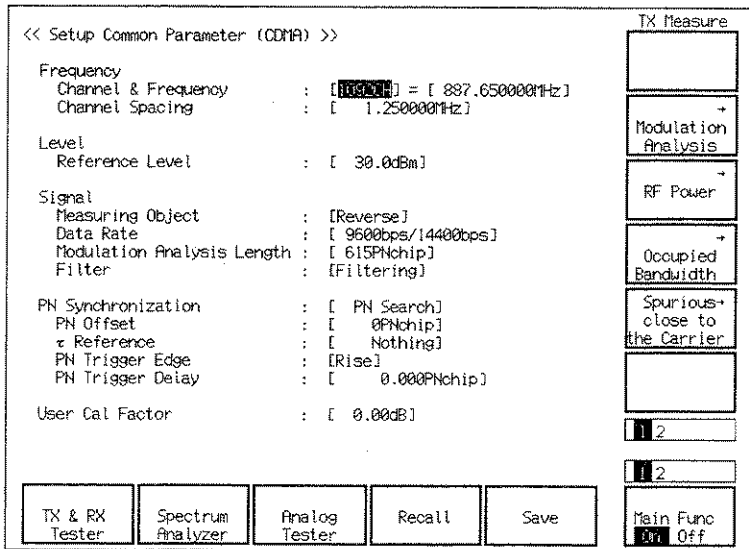 << Setup Common Parameter (CDMA) >>
Frequency
Channel & Frequency : [ CH] = [ 887.650000MHz]
Channel Spacing : [ 1.250000MHz]
Level
Reference Level : [ 30.0dBm]
Signal
Measuring Object : [Reverse]
Data Rate : [ 9600bps/14400bps]
Modulation Analysis Length : [ 615PNchip]
Filter : [Filtering]
PN Synchronization : [ PN Search]
PN Offset : [ 0PNchip]
τ Reference : [ Nothing]
PN Trigger Edge : [Rise]
PN Trigger Delay : [ 0.000PNchip]
User Cal Factor : [ 0.00dB]
TX Measure
→
Modulation
Analysis
→
RF Power
→
Occupied
Bandwidth
Spurious→
close to
the Carrier
1 2
1 2
TX & RX
Tester
Spectrum
Analyzer
Analog
Tester
Recall
Save
Main Func
On Off